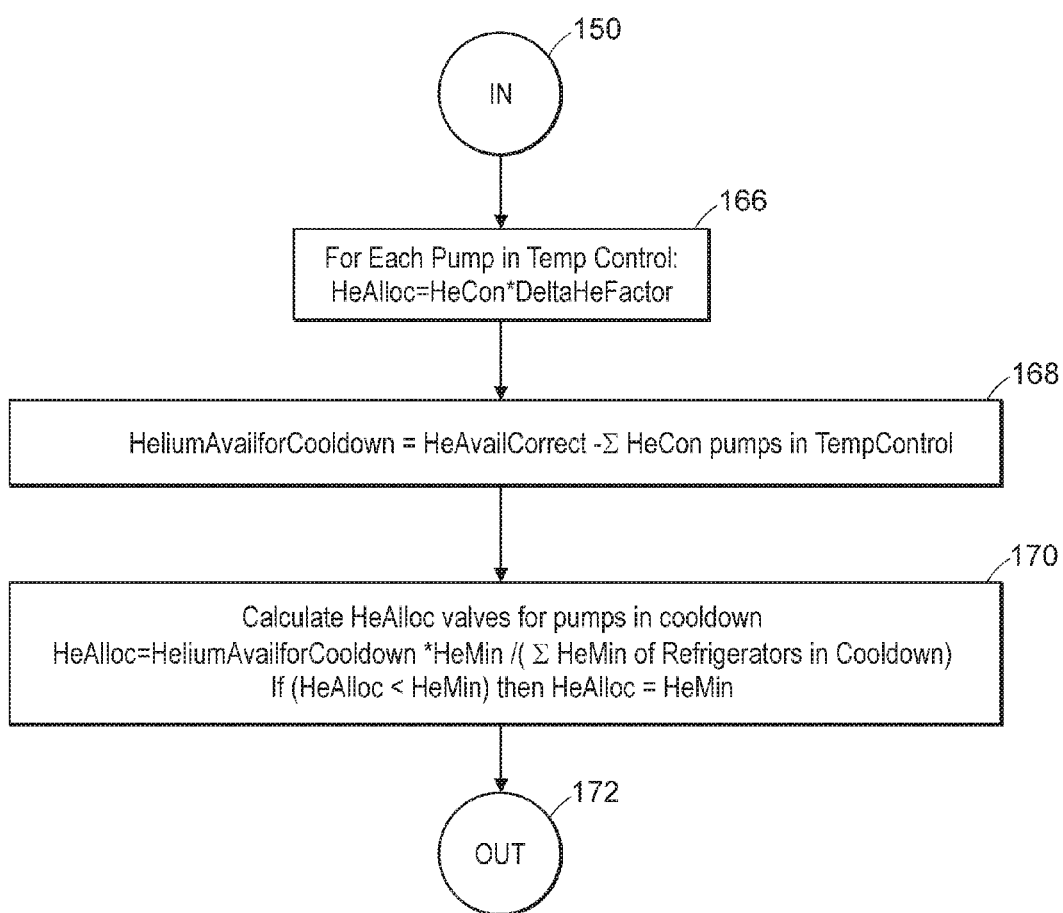 150
IN
166
For Each Pump in Temp Control:
HeAlloc=HeCon*DeltaHeFactor
168
HeliumAvailforCooldown = HeAvailCorrect -Σ HeCon pumps in TempControl
170
Calculate HeAlloc valves for pumps in cooldown
HeAlloc=HeliumAvailforCooldown *HeMin /( Σ HeMin of Refrigerators in Cooldown)
If (HeAlloc < HeMin) then HeAlloc = HeMin
172
OUT